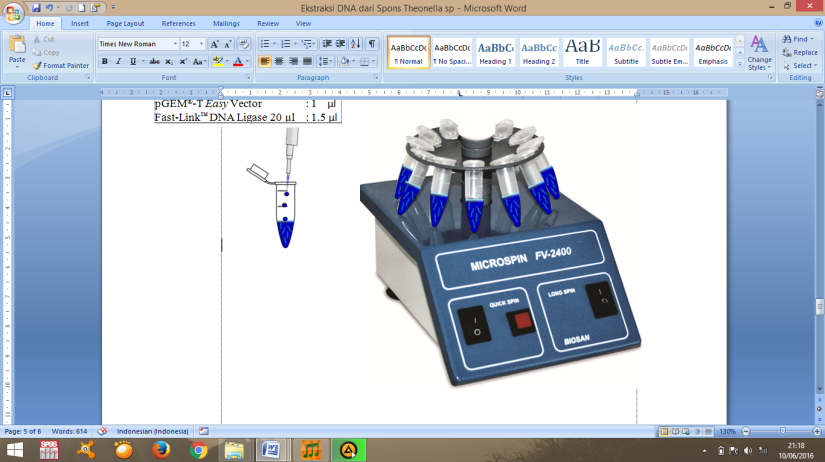 Ekstraksi DNA dari Spons Theonella sp - Microsoft Word
Home Insert Page Layout References Mailings Review View
Paste
Cut
Copy
Format Painter
Clipboard
Times New Roman 12
Font
Paragraph
AaBbCcDc AaBbCcDc AaBbC AaBbCc AaB AaBbCc. AaBbCcDc AaBbCcDc
¶ Normal ¶ No Spaci... Heading 1 Heading 2 Title Subtitle Subtle Em... Emphasis
Styles
Change Styles
Find
Replace
Select
Editing
pGEM®-T Easy Vector : 1 µl
Fast-Link™ DNA Ligase 20 µl : 1.5 µl
MICROSPIN FV-2400
QUICK SPIN
LONG SPIN
BIOSAN
Page: 5 of 6 Words: 614 Indonesian (Indonesia) 130%
SPSS
21:18
10/06/2016